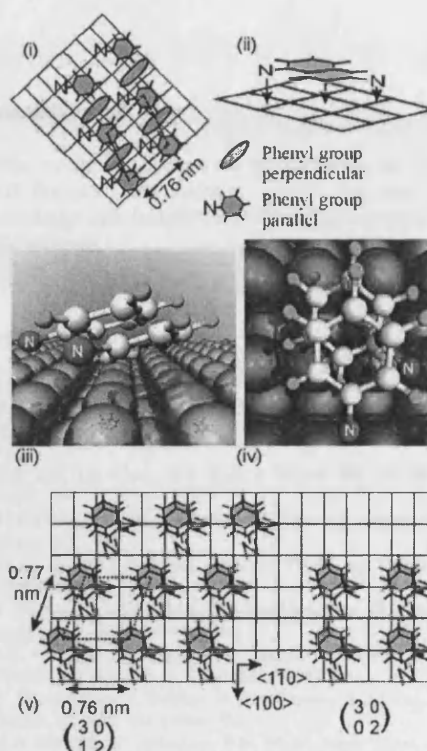 (i)
(ii)
N
N
N
N
N
N
N
N
0.76 nm
Phenyl group
perpendicular
N
Phenyl group
parallel
N
N
N
N
(iii)
(iv)
0.77
nm
(v)
0.76 nm
<11̄0>
<100>
(3 0
1 2)
(3 0
0 2)